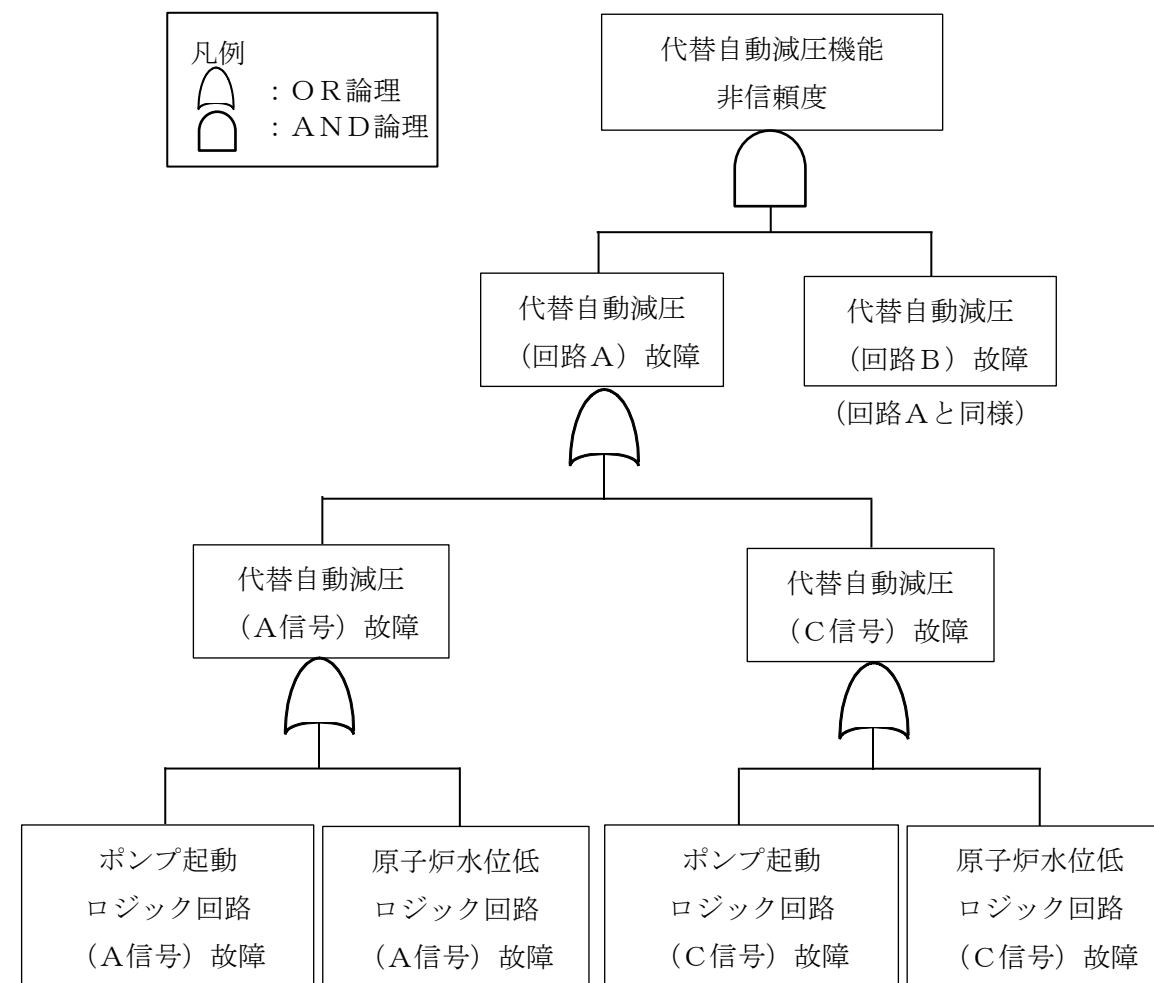 凡例
：ＯＲ論理
：ＡＮＤ論理
代替自動減圧機能
非信頼度
代替自動減圧
（回路Ａ）故障
代替自動減圧
（回路Ｂ）故障
（回路Ａと同様）
代替自動減圧
（Ａ信号）故障
代替自動減圧
（Ｃ信号）故障
ポンプ起動
ロジック回路
（Ａ信号）故障
原子炉水位低
ロジック回路
（Ａ信号）故障
ポンプ起動
ロジック回路
（Ｃ信号）故障
原子炉水位低
ロジック回路
（Ｃ信号）故障